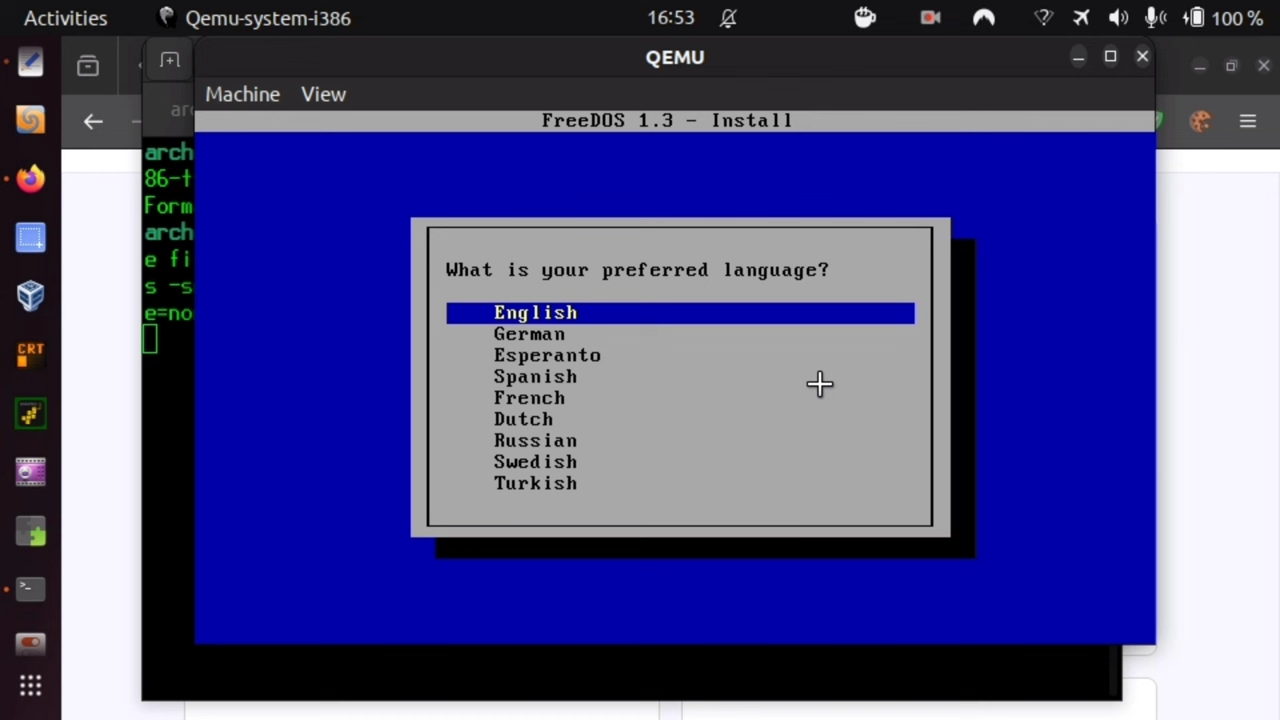 Activities Qemu-system-i386 16:53 100 %
QEMU
Machine View
FreeDOS 1.3 - Install
arch
86-t
Form
arch
e fi
s -s
e=no
What is your preferred language?
English
German
Esperanto
Spanish
French
Dutch
Russian
Swedish
Turkish
CRT